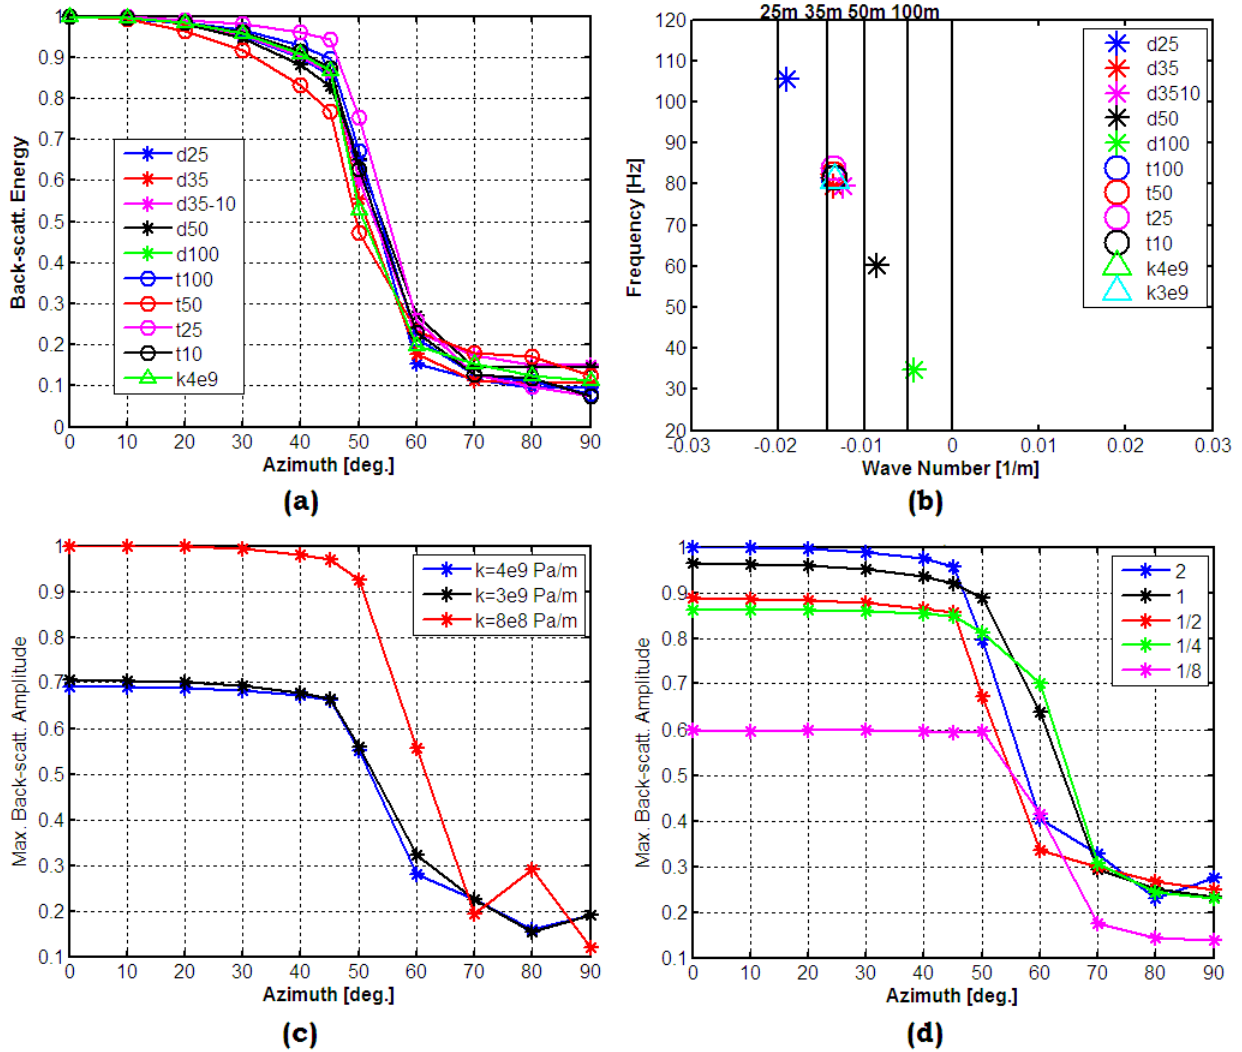 1
0.9
0.8
0.7
0.6
0.5
0.4
0.3
0.2
0.1
0
Back-scatt. Energy
d25
d35
d35-10
d50
d100
t100
t50
t25
t10
k4e9
0 10 20 30 40 50 60 70 80 90
Azimuth [deg.]
(a)
25m 35m 50m 100m
120
100
80
60
40
20
Frequency [Hz]
d25
d35
d3510
d50
d100
t100
t50
t25
t10
k4e9
k3e9
-0.03 -0.02 -0.01 0 0.01 0.02 0.03
Wave Number [1/m]
(b)
1
0.9
0.8
0.7
0.6
0.5
0.4
0.3
0.2
0.1
Max. Back-scatt. Amplitude
k=4e9 Pa/m
k=3e9 Pa/m
k=8e8 Pa/m
0 10 20 30 40 50 60 70 80 90
Azimuth [deg.]
(c)
1
0.9
0.8
0.7
0.6
0.5
0.4
0.3
0.2
0.1
Max. Back-scatt. Amplitude
2
1
1/2
1/4
1/8
0 10 20 30 40 50 60 70 80 90
Azimuth [deg.]
(d)